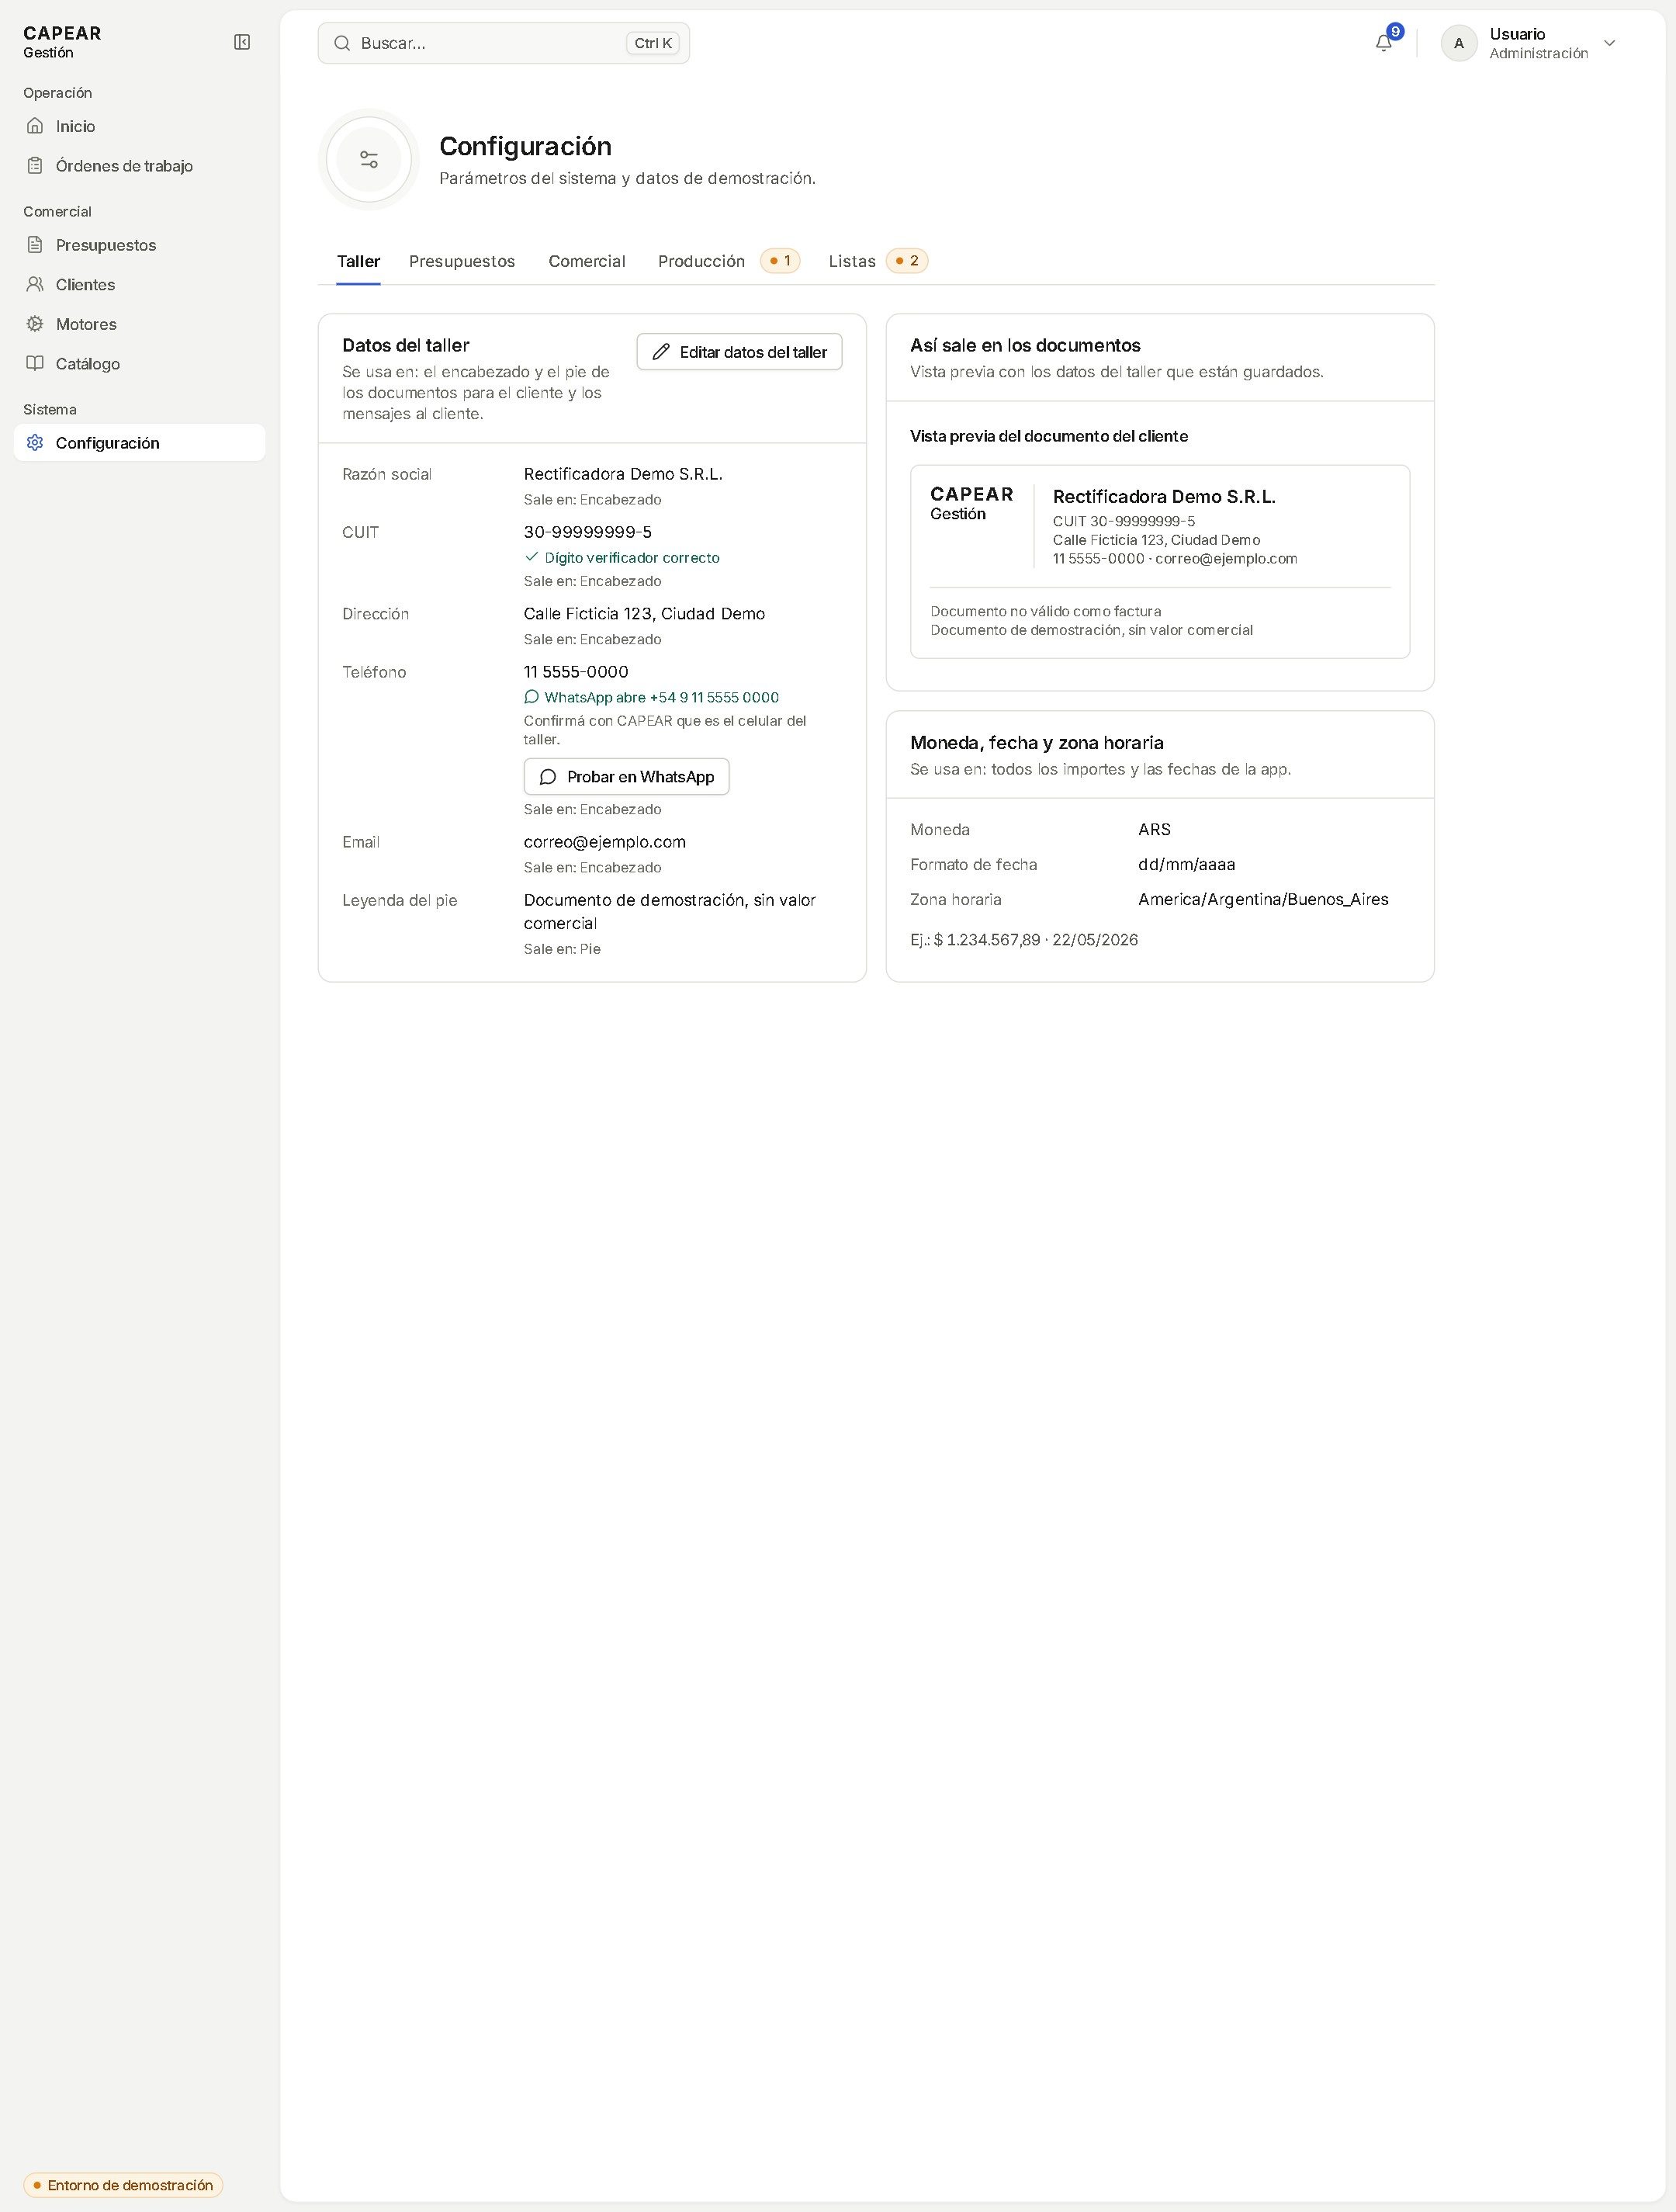 CAPEAR
Gestión
Operación
Inicio
Órdenes de trabajo
Comercial
Presupuestos
Clientes
Motores
Catálogo
Sistema
Configuración
Entorno de demostración
Buscar...
Ctrl K
9
A
Usuario
Administración
Configuración
Parámetros del sistema y datos de demostración.
Taller
Presupuestos
Comercial
Producción
1
Listas
2
Datos del taller
Se usa en: el encabezado y el pie de
los documentos para el cliente y los
mensajes al cliente.
Editar datos del taller
Razón social
Rectificadora Demo S.R.L.
Sale en: Encabezado
CUIT
30-99999999-5
Dígito verificador correcto
Sale en: Encabezado
Dirección
Calle Ficticia 123, Ciudad Demo
Sale en: Encabezado
Teléfono
11 5555-0000
WhatsApp abre +54 9 11 5555 0000
Confirmá con CAPEAR que es el celular del
taller.
Probar en WhatsApp
Sale en: Encabezado
Email
correo@ejemplo.com
Sale en: Encabezado
Leyenda del pie
Documento de demostración, sin valor
comercial
Sale en: Pie
Así sale en los documentos
Vista previa con los datos del taller que están guardados.
Vista previa del documento del cliente
CAPEAR
Gestión
Rectificadora Demo S.R.L.
CUIT 30-99999999-5
Calle Ficticia 123, Ciudad Demo
11 5555-0000 · correo@ejemplo.com
Documento no válido como factura
Documento de demostración, sin valor comercial
Moneda, fecha y zona horaria
Se usa en: todos los importes y las fechas de la app.
Moneda
ARS
Formato de fecha
dd/mm/aaaa
Zona horaria
America/Argentina/Buenos_Aires
Ej.: $ 1.234.567,89 · 22/05/2026